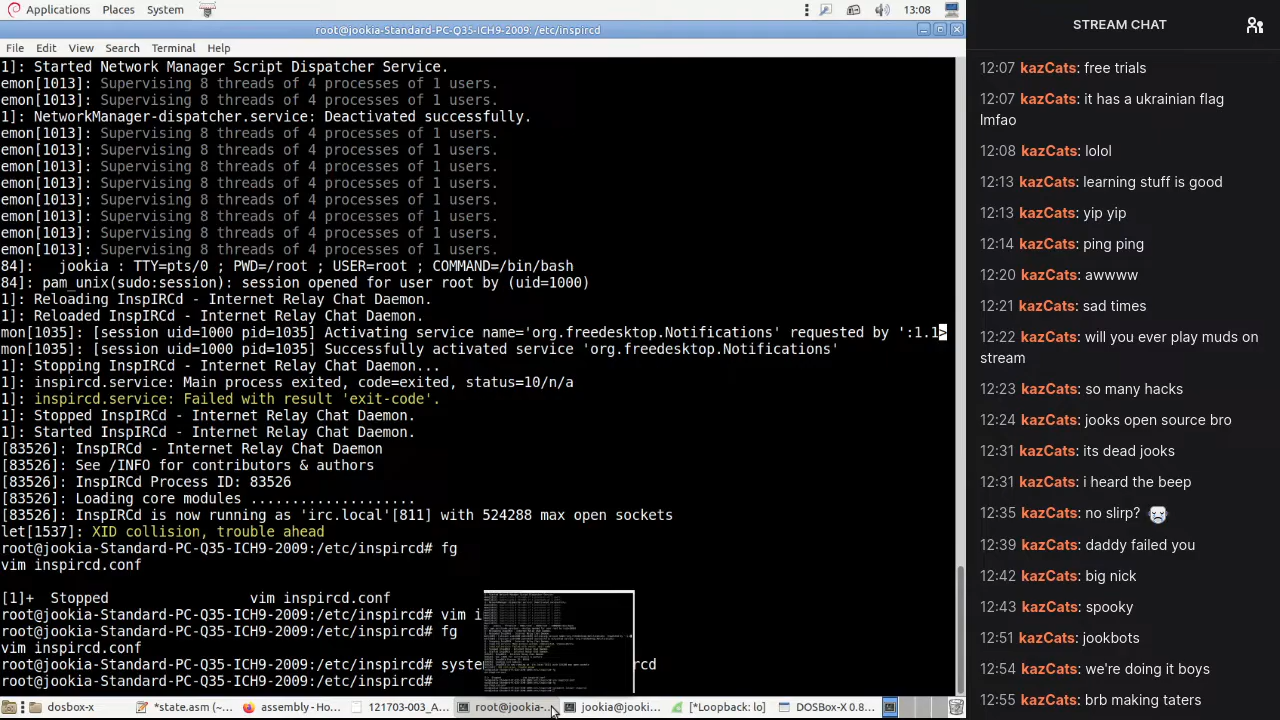 Applications Places System 13:08
root@jookia-Standard-PC-Q35-ICH9-2009: /etc/inspircd
File Edit View Search Terminal Help
1]: Started Network Manager Script Dispatcher Service.
emon[1013]: Supervising 8 threads of 4 processes of 1 users.
emon[1013]: Supervising 8 threads of 4 processes of 1 users.
1]: NetworkManager-dispatcher.service: Deactivated successfully.
emon[1013]: Supervising 8 threads of 4 processes of 1 users.
emon[1013]: Supervising 8 threads of 4 processes of 1 users.
emon[1013]: Supervising 8 threads of 4 processes of 1 users.
emon[1013]: Supervising 8 threads of 4 processes of 1 users.
emon[1013]: Supervising 8 threads of 4 processes of 1 users.
emon[1013]: Supervising 8 threads of 4 processes of 1 users.
emon[1013]: Supervising 8 threads of 4 processes of 1 users.
emon[1013]: Supervising 8 threads of 4 processes of 1 users.
84]: jookia : TTY=pts/0 ; PWD=/root ; USER=root ; COMMAND=/bin/bash
84]: pam_unix(sudo:session): session opened for user root by (uid=1000)
1]: Reloading InspIRCd - Internet Relay Chat Daemon.
1]: Reloaded InspIRCd - Internet Relay Chat Daemon.
mon[1035]: [session uid=1000 pid=1035] Activating service name='org.freedesktop.Notifications' requested by ':1.1>
mon[1035]: [session uid=1000 pid=1035] Successfully activated service 'org.freedesktop.Notifications'
1]: Stopping InspIRCd - Internet Relay Chat Daemon...
1]: inspircd.service: Main process exited, code=exited, status=10/n/a
1]: inspircd.service: Failed with result 'exit-code'.
1]: Stopped InspIRCd - Internet Relay Chat Daemon.
1]: Started InspIRCd - Internet Relay Chat Daemon.
[83526]: InspIRCd - Internet Relay Chat Daemon
[83526]: See /INFO for contributors & authors
[83526]: InspIRCd Process ID: 83526
[83526]: Loading core modules ....................
[83526]: InspIRCd is now running as 'irc.local'[811] with 524288 max open sockets
let[1537]: XID collision, trouble ahead
root@jookia-Standard-PC-Q35-ICH9-2009:/etc/inspircd# fg
vim inspircd.conf
[1]+ Stopped vim inspircd.conf
root@jookia-Standard-PC-Q35-ICH9-2009:/etc/inspircd# vim i
root@jookia-Standard-PC-Q35-ICH9-2009:/etc/inspircd# fg
vim inspircd.conf
root@jookia-Standard-PC-Q35-ICH9-2009:/etc/inspircd# system rcd
root@jookia-Standard-PC-Q35-ICH9-2009:/etc/inspircd#
dosbox-x *statusbsm (~... assembly-Ho... 121703-003_A... root@jookia-... jookia@jooki... [*Loopback: lo] DOSBox-X 0.8...
STREAM CHAT
12:07 kazCats: free trials
12:07 kazCats: it has a ukrainian flag
lmfao
12:08 kazCats: lolol
12:13 kazCats: learning stuff is good
12:13 kazCats: yip yip
12:14 kazCats: ping ping
12:20 kazCats: awwww
12:21 kazCats: sad times
12:22 kazCats: will you ever play muds on
stream
12:23 kazCats: so many hacks
12:24 kazCats: jooks open source bro
12:31 kazCats: its dead jooks
12:31 kazCats: i heard the beep
12:35 kazCats: no slirp?
12:39 kazCats: daddy failed you
12:42 kazCats: big nick
12:43 kazCats: spooky
12:51 kazCats: jookbots
12:54 kazCats: were doing it jooks
12:55 kazCats: brb making taters